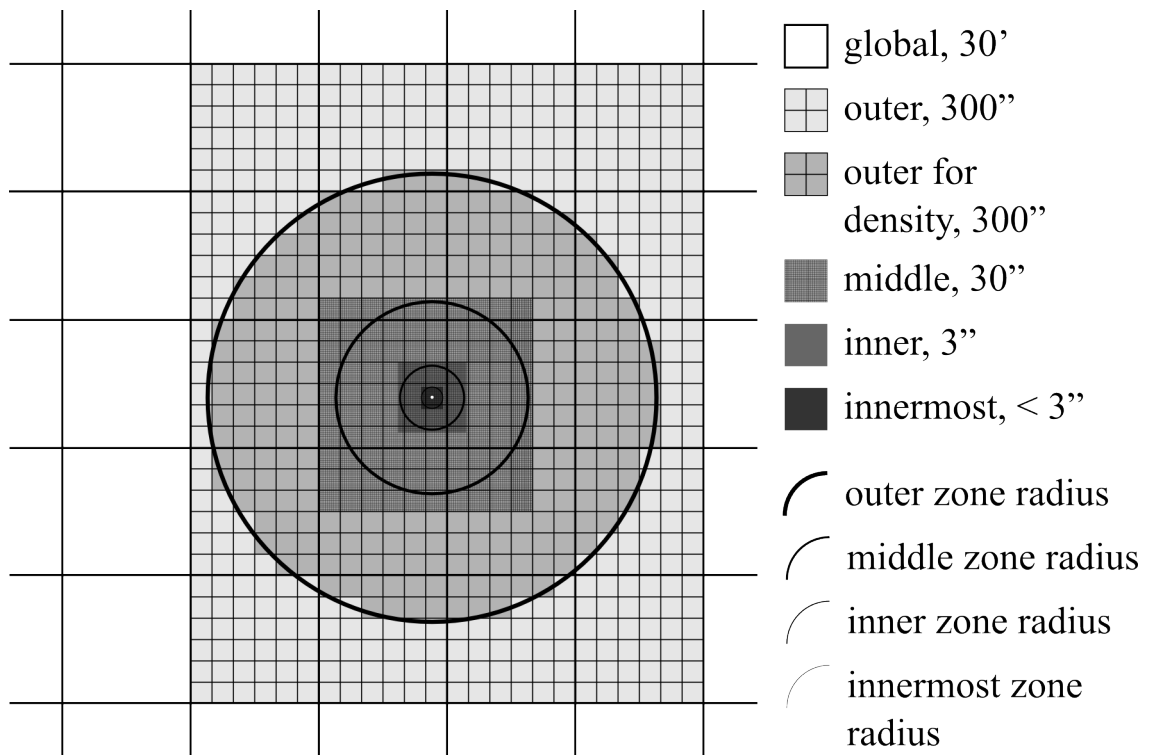 global, 30’
outer, 300”
outer for
density, 300”
middle, 30”
inner, 3”
innermost, < 3”
outer zone radius
middle zone radius
inner zone radius
innermost zone
radius